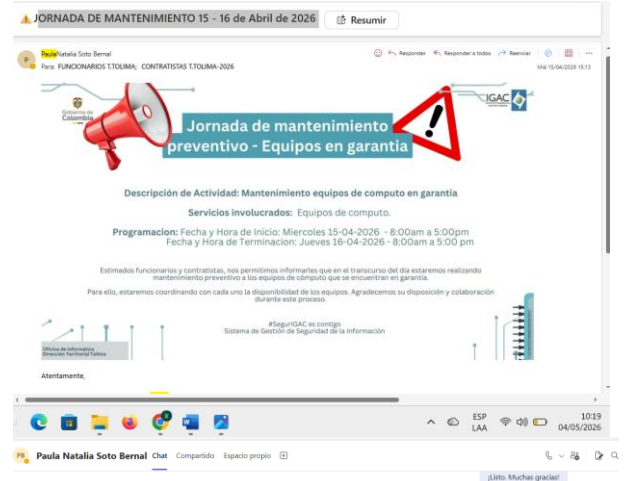 JORNADA DE MANTENIMIENTO 15 - 16 de Abril de 2026 Resumir
P
Paula Natalia Soto Bernal
Responder Responder a todos Reenviar
Para FUNCIONARIOS T.TOLIMA; CONTRATISTAS T.TOLIMA-2026
Mié 15/04/2026 15:13
Gobierno de
Colombia
IGAC
Jornada de mantenimiento
preventivo - Equipos en garantia
Descripción de Actividad: Mantenimiento equipos de computo en garantia
Servicios involucrados: Equipos de computo.
Programacion: Fecha y Hora de Inicio: Miercoles 15-04-2026 - 8:00am a 5:00pm
Fecha y Hora de Terminacion: Jueves 16-04-2026 - 8:00am a 5:00 pm
Estimados funcionarios y contratistas, nos permitimos informarles que en el transcurso del día estaremos realizando
mantenimiento preventivo a los equipos de cómputo que se encuentran en garantía.
Para ello, estaremos coordinando con cada uno la disponibilidad de los equipos. Agradecemos su disposición y colaboración
durante este proceso.
#SegurIGAC es contigo
Sistema de Gestión de Seguridad de la Información
Oficina de Informática
Dirección Territorial Tolima.
Atentamente,
ESP
LAA
10:19
04/05/2026
PB Paula Natalia Soto Bernal Chat Compartido Espacio propio
¡Listo. Muchas gracias!